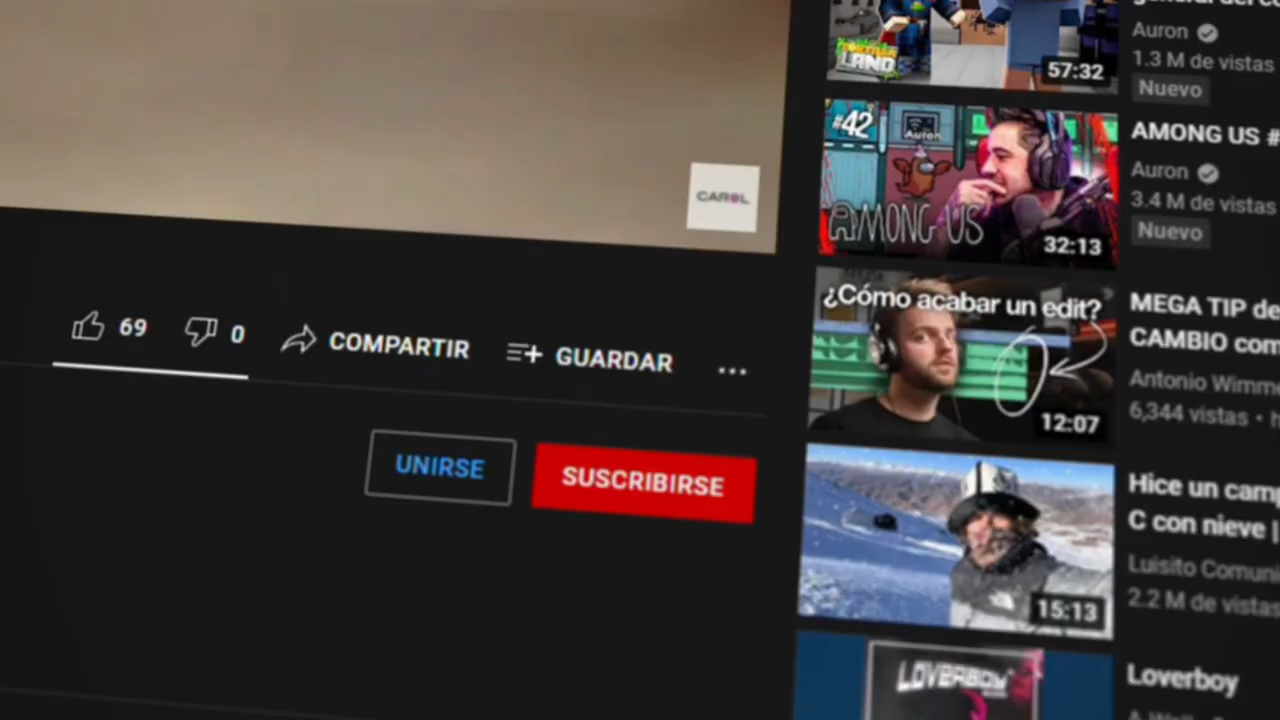 CAROL
69
0
COMPARTIR
GUARDAR
UNIRSE
SUSCRIBIRSE
LAND
57:32
Auron
1.3 M de vistas
Nuevo
#42
Auron
AMONG US
32:13
AMONG US #
Auron
3.4 M de vistas
Nuevo
¿Cómo acabar un edit?
12:07
MEGA TIP de
CAMBIO com
Antonio Wimme
6,344 vistas • h
15:13
Hice un camp
C con nieve |
Luisito Comuni
2.2 M de vistas
LOVERBOY
Loverboy